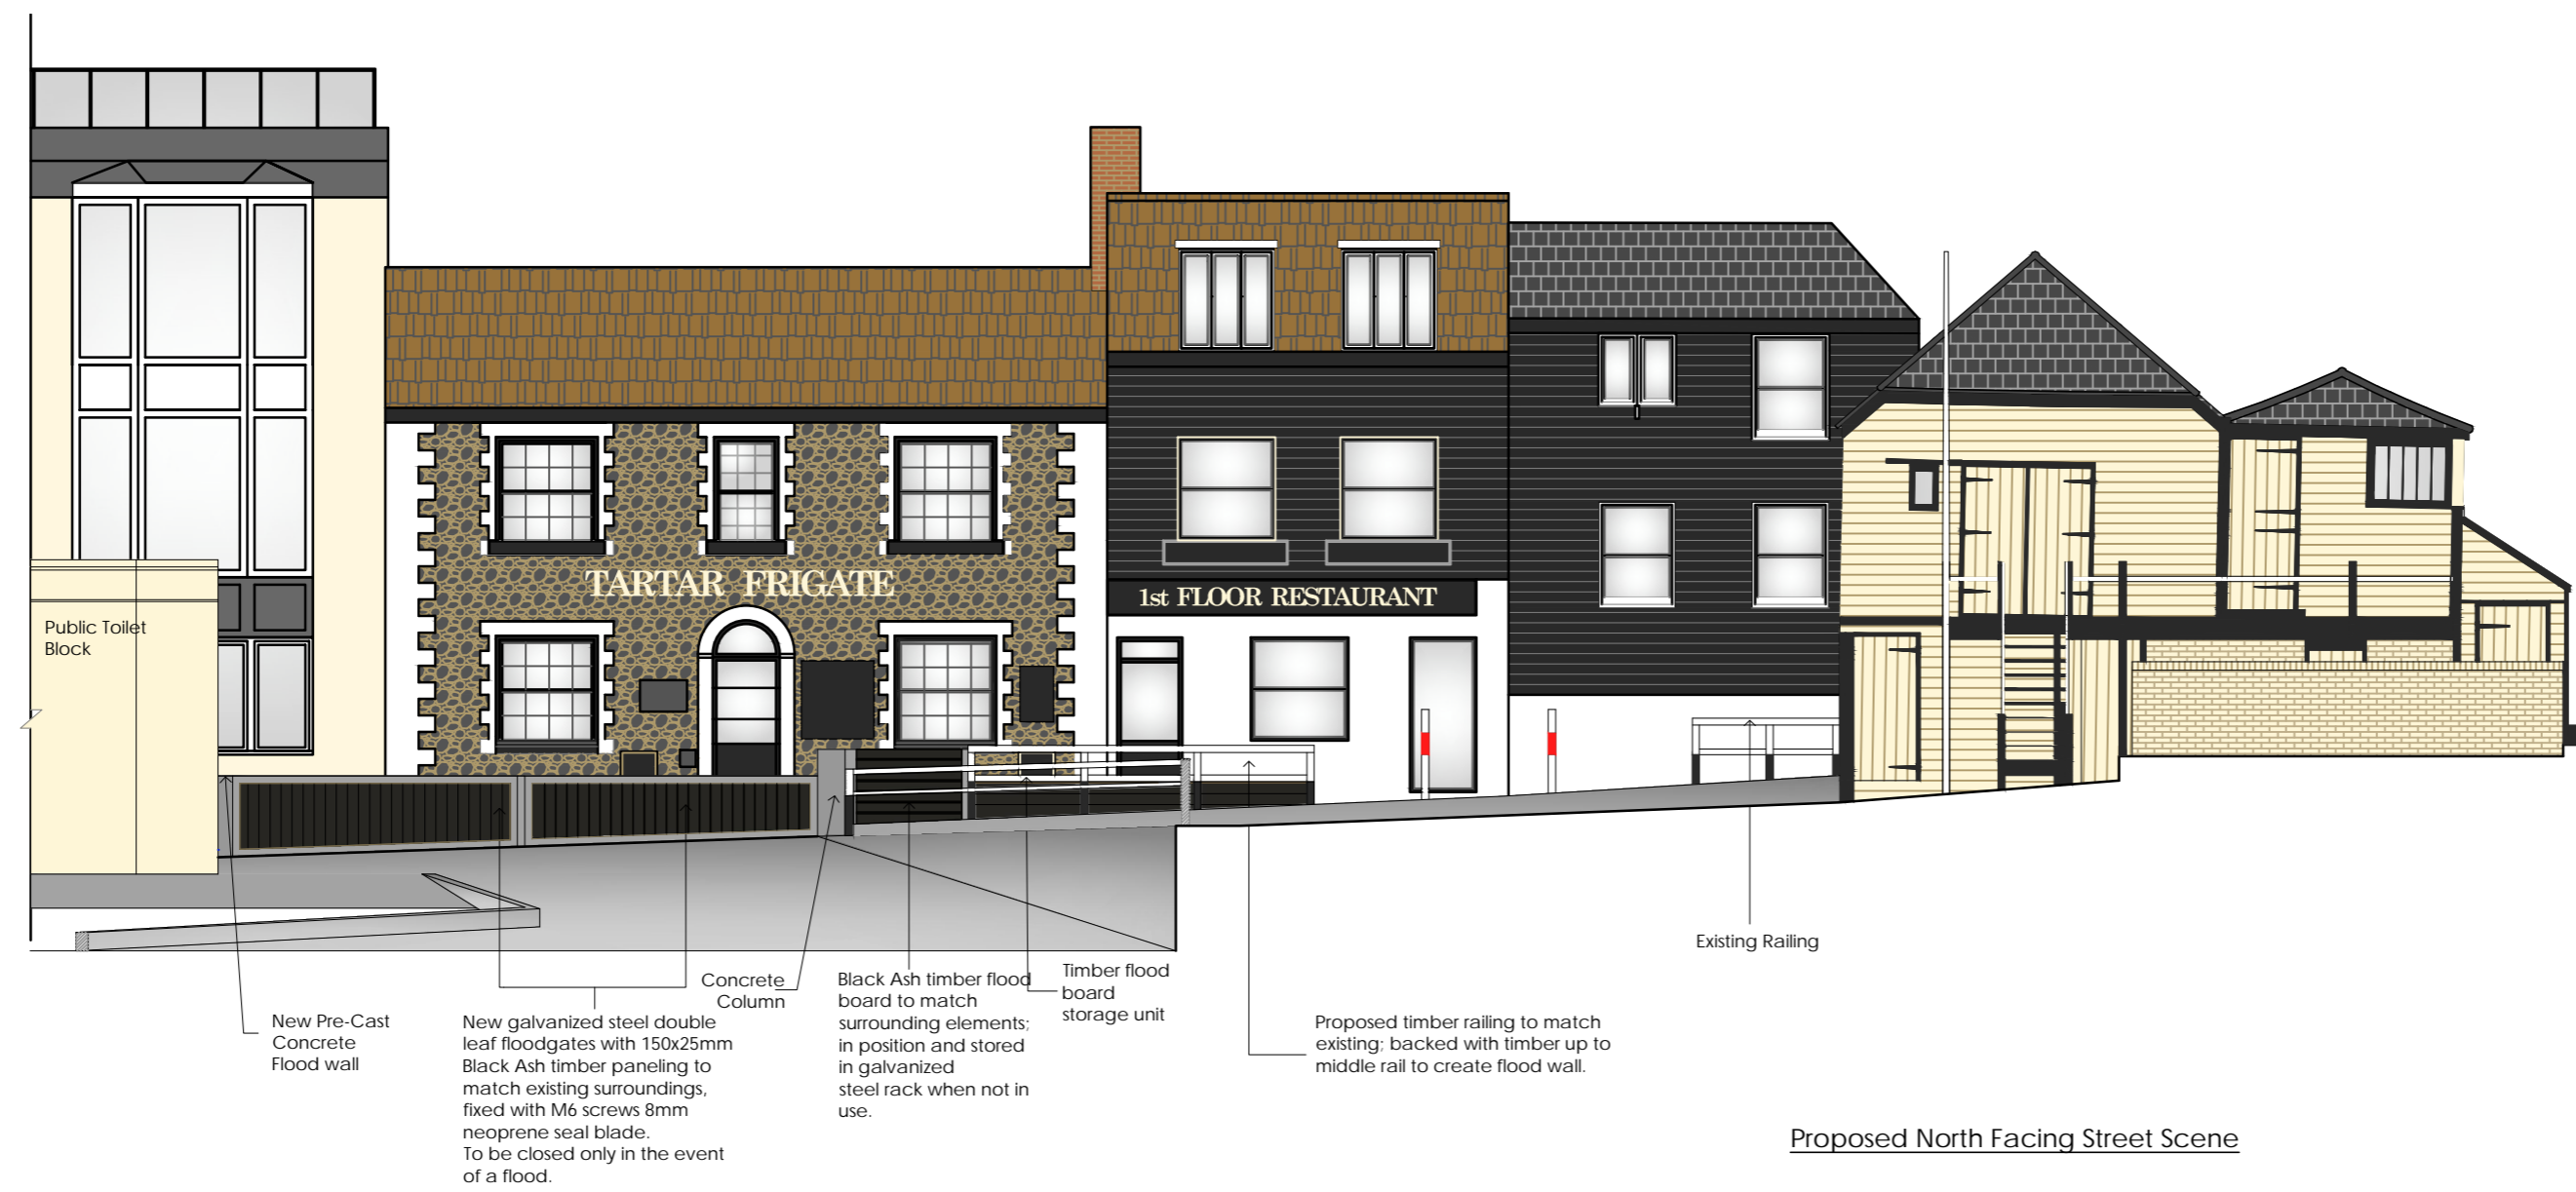 TARTAR FRIGATE
1st FLOOR RESTAURANT
Public Toilet
Block
Existing Railing
New Pre-Cast
Concrete
Flood wall
New galvanized steel double
leaf floodgates with 150x25mm
Black Ash timber paneling to
match existing surroundings,
fixed with M6 screws 8mm
neoprene seal blade.
To be closed only in the event
of a flood.
Concrete
Column
Black Ash timber flood
board to match
surrounding elements;
in position and stored
in galvanized
steel rack when not in
use.
Timber flood
board
storage unit
Proposed timber railing to match
existing; backed with timber up to
middle rail to create flood wall.
Proposed North Facing Street Scene